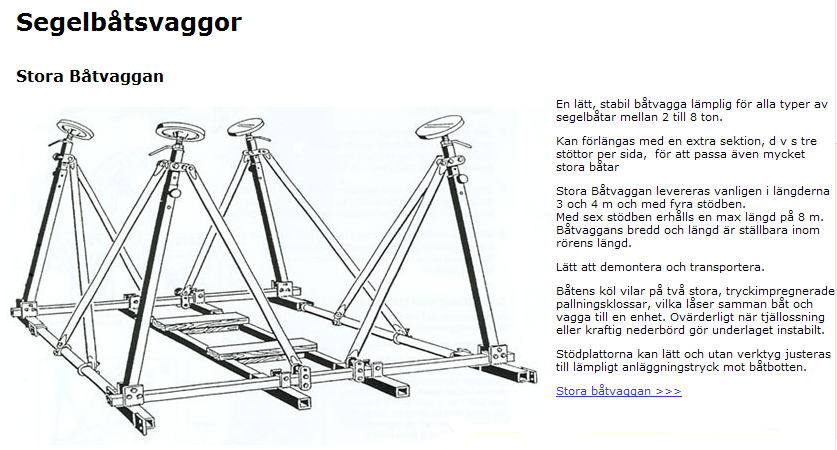 Segelbåtsvaggor
Stora Båtvaggan
En lätt, stabil båtvagga lämplig för alla typer av
segelbåtar mellan 2 till 8 ton.
Kan förlängas med en extra sektion, d v s tre
stöttor per sida,  för att passa även mycket
stora båtar
Stora Båtvaggan levereras vanligen i längderna
3 och 4 m och med fyra stödben.
Med sex stödben erhålls en max längd på 8 m.
Båtvaggans bredd och längd är ställbara inom
rörens längd.
Lätt att demontera och transportera.
Båtens köl vilar på två stora, tryckimpregnerade
pallningsklossar, vilka låser samman båt och
vagga till en enhet. Ovärderligt när tjällossning
eller kraftig nederbörd gör underlaget instabilt.
Stödplattorna kan lätt och utan verktyg justeras
till lämpligt anläggningstryck mot båtbotten.
Stora båtvaggan >>>